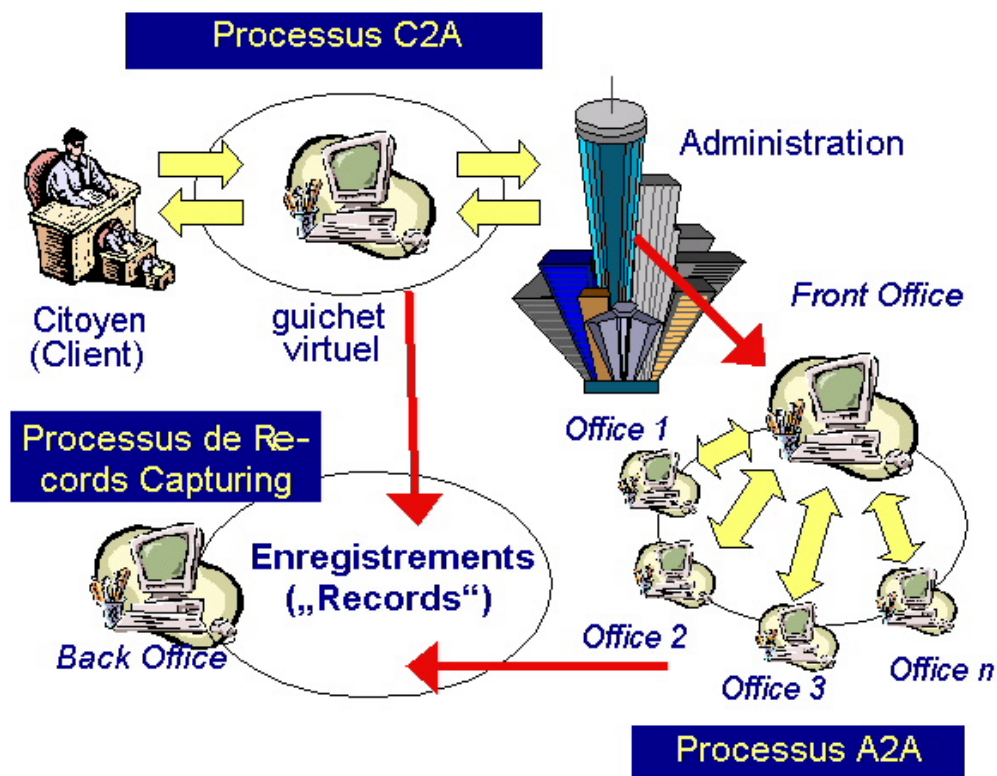 Processus C2A
Administration
Citoyen
(Client)
guichet
virtuel
Front Office
Processus de Re-
cords Capturing
Office 1
Enregistrements
(„Records“)
Back Office
Office 2
Office 3
Office n
Processus A2A